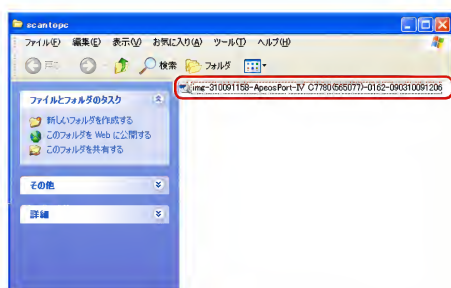 scantopc
ファイル(F) 編集(E) 表示(V) お気に入り(A) ツール(T) ヘルプ(H)
検索 フォルダ
img-310091158-ApeosPort-IV C7780(565077)-0162-090310091206
ファイルとフォルダのタスク
新しいフォルダを作成する
このフォルダを Web に公開する
このフォルダを共有する
その他
詳細